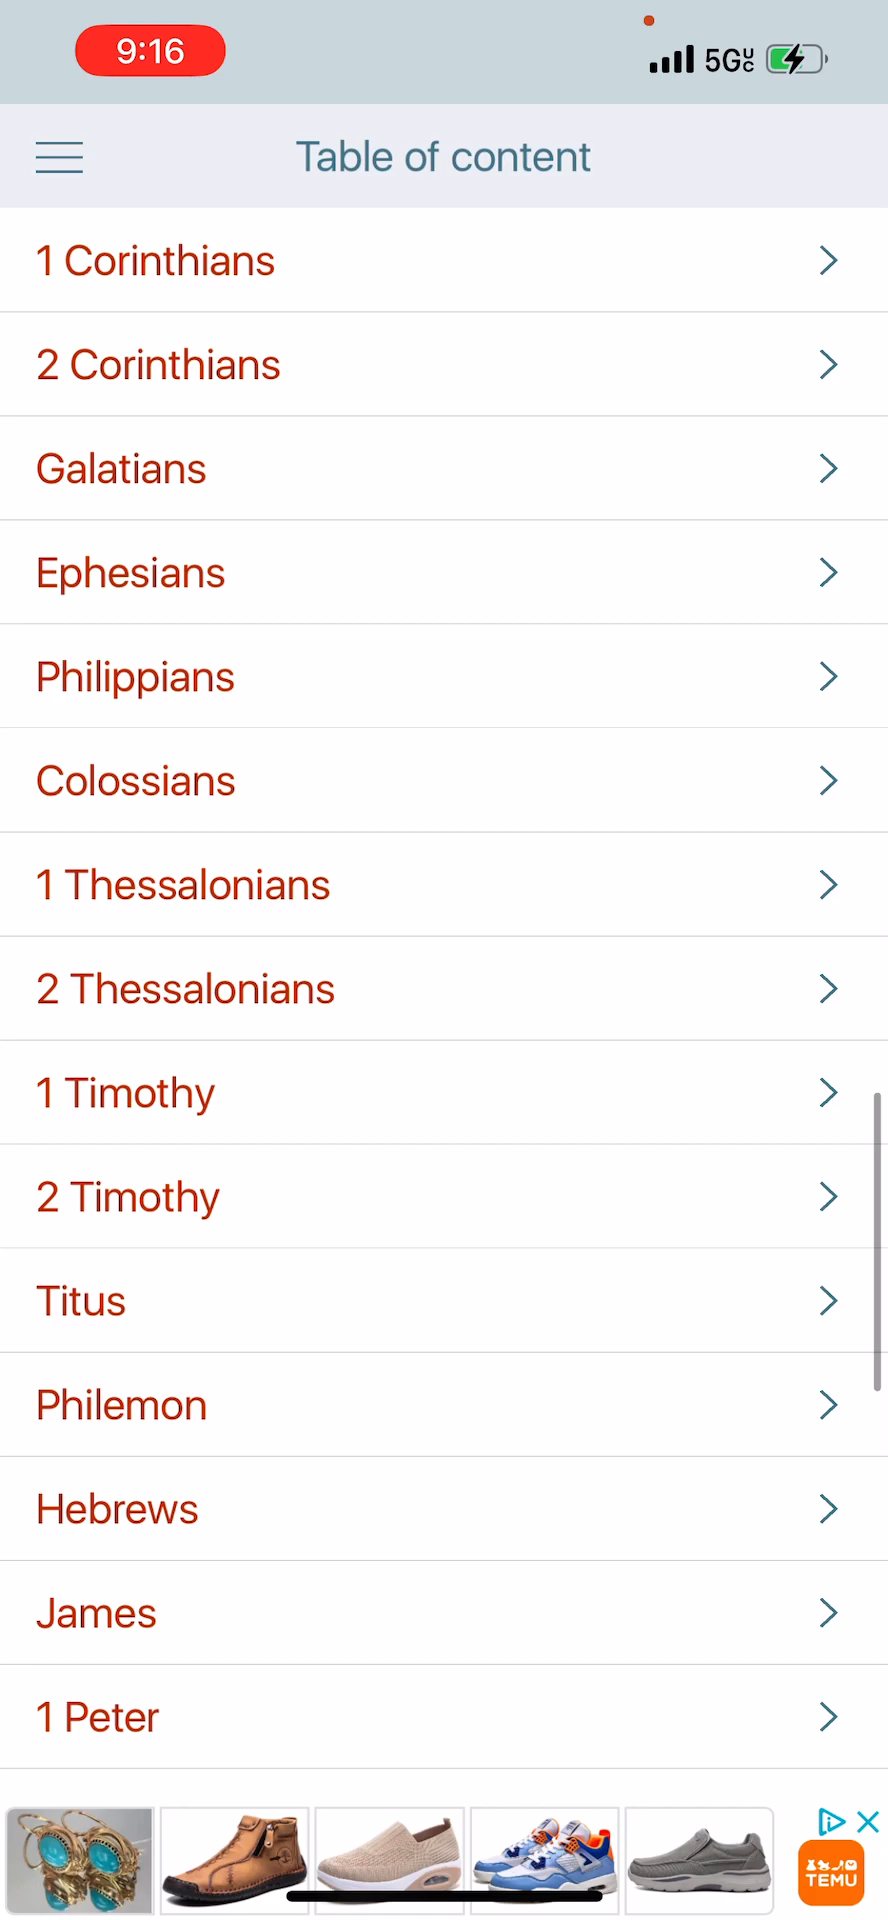 9:16
5GUC
Table of content
1 Corinthians
2 Corinthians
Galatians
Ephesians
Philippians
Colossians
1 Thessalonians
2 Thessalonians
1 Timothy
2 Timothy
Titus
Philemon
Hebrews
James
1 Peter
TEMU